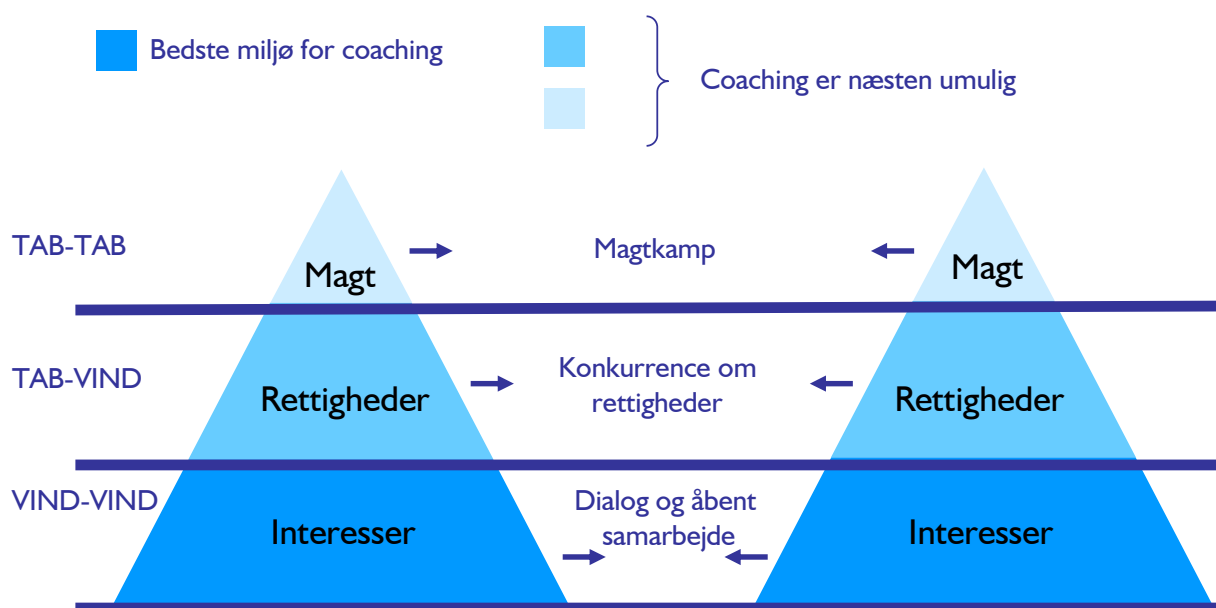 Bedste miljø for coaching
Coaching er næsten umulig
TAB-TAB
Magt
Magtkamp
Magt
TAB-VIND
Rettigheder
Konkurrence om
rettigheder
Rettigheder
VIND-VIND
Interesser
Dialog og åbent
samarbejde
Interesser